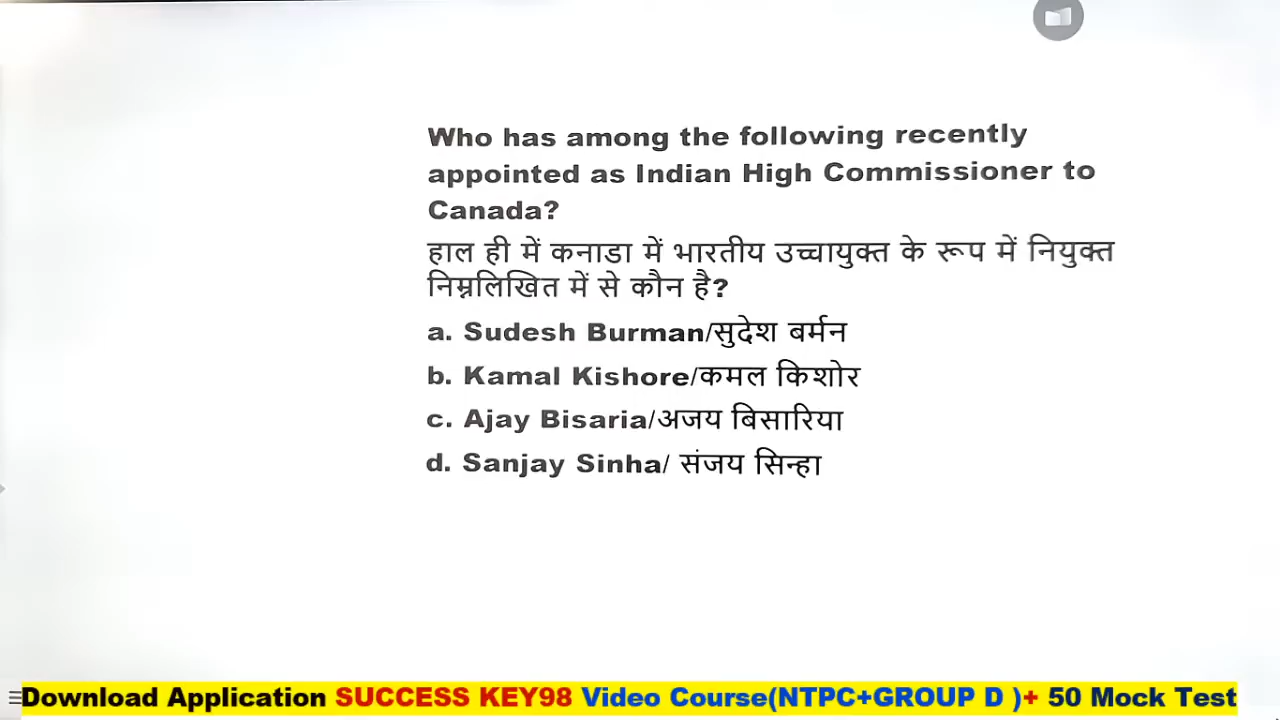 Who has among the following recently
appointed as Indian High Commissioner to
Canada?
हाल ही में कनाडा में भारतीय उच्चायुक्त के रूप में नियुक्त
निम्नलिखित में से कौन है?
a. Sudesh Burman/सुदेश बर्मन
b. Kamal Kishore/कमल किशोर
c. Ajay Bisaria/अजय बिसारिया
d. Sanjay Sinha/ संजय सिन्हा
Download Application SUCCESS KEY98 Video Course(NTPC+GROUP D )+ 50 Mock Test